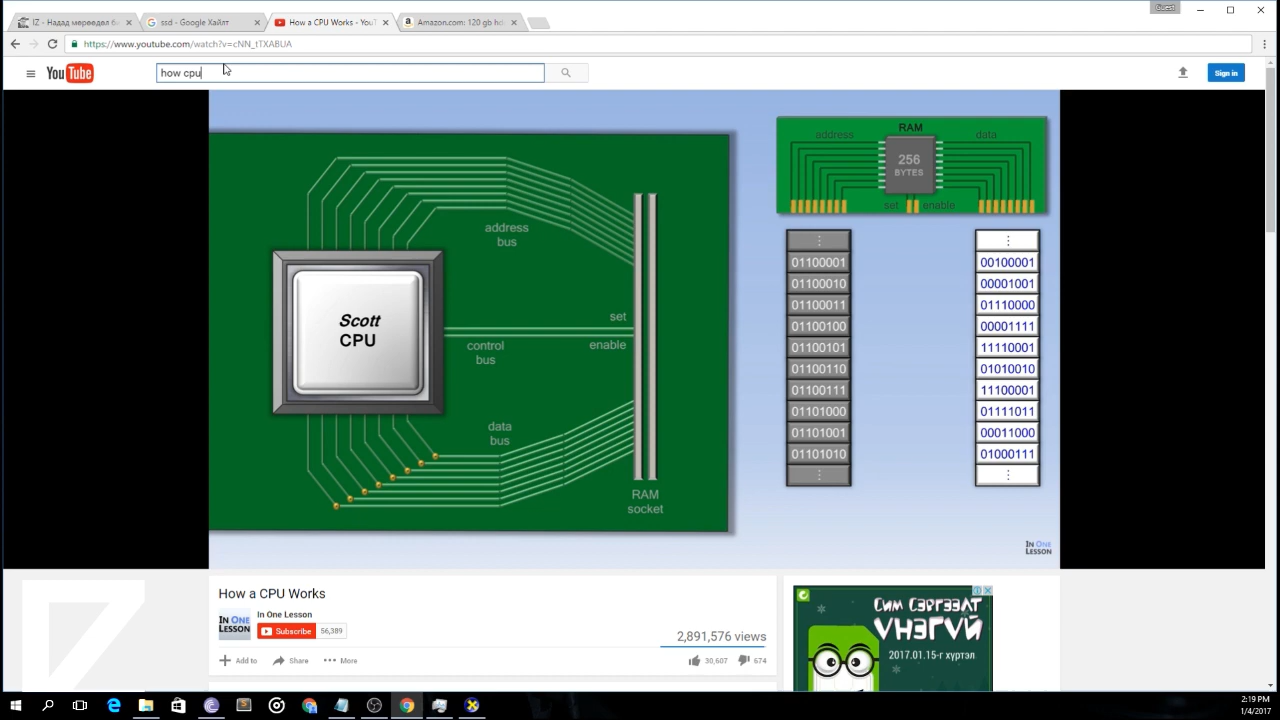 Guest
IZ - Надад мөрөөдөл б
ssd - Google Хайлт
How a CPU Works - YouT
Amazon.com: 120 gb hd
https://www.youtube.com/watch?v=cNN_tTXABUA
YouTube
how cpu
Sign in
address
bus
Scott
CPU
set
control
bus
enable
data
bus
RAM
socket
address
RAM
data
256
BYTES
set
enable
01100001
01100010
01100011
01100100
01100101
01100110
01100111
01101000
01101001
01101010
00100001
00001001
01110000
00001111
11110001
01010010
11100001
01111011
00011000
01000111
IN ONE
LESSON
How a CPU Works
IN ONE
LESSON
In One Lesson
Subscribe
56,389
2,891,576 views
Add to
Share
More
30,607
674
СИМ СЭРГЭЭЛТ
ҮНЭГҮЙ
2017.01.15-г хүртэл
2:19 PM
1/4/2017